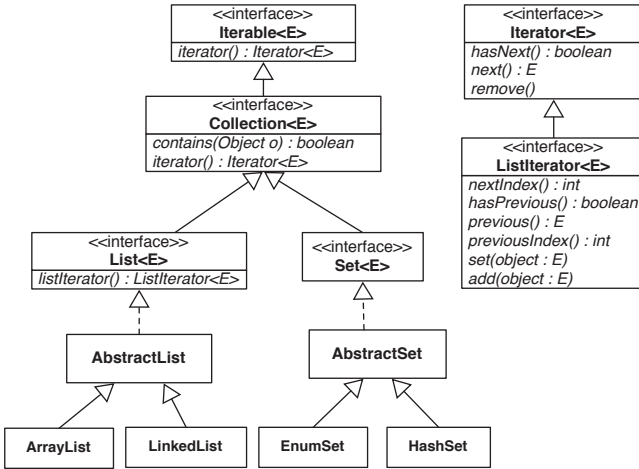 <<interface>>
Iterable<E>
iterator() : Iterator<E>
<<interface>>
Collection<E>
contains(Object o) : boolean
iterator() : Iterator<E>
<<interface>>
List<E>
listIterator() : ListIterator<E>
<<interface>>
Set<E>
AbstractList
AbstractSet
ArrayList
LinkedList
EnumSet
HashSet
<<interface>>
Iterator<E>
hasNext() : boolean
next() : E
remove()
<<interface>>
ListIterator<E>
nextIndex() : int
hasPrevious() : boolean
previous() : E
previousIndex() : int
set(object : E)
add(object : E)